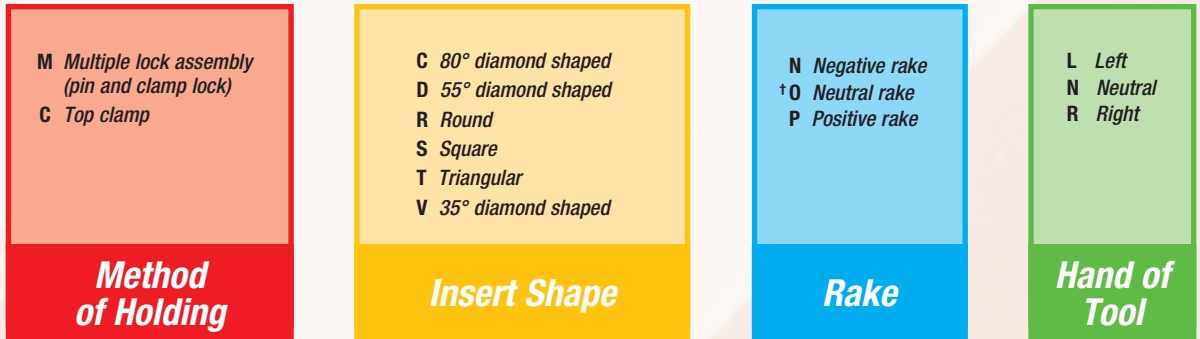 M Multiple lock assembly
(pin and clamp lock)
C Top clamp
Method
of Holding
C 80° diamond shaped
D 55° diamond shaped
R Round
S Square
T Triangular
V 35° diamond shaped
Insert Shape
N Negative rake
†O Neutral rake
P Positive rake
Rake
L Left
N Neutral
R Right
Hand of
Tool